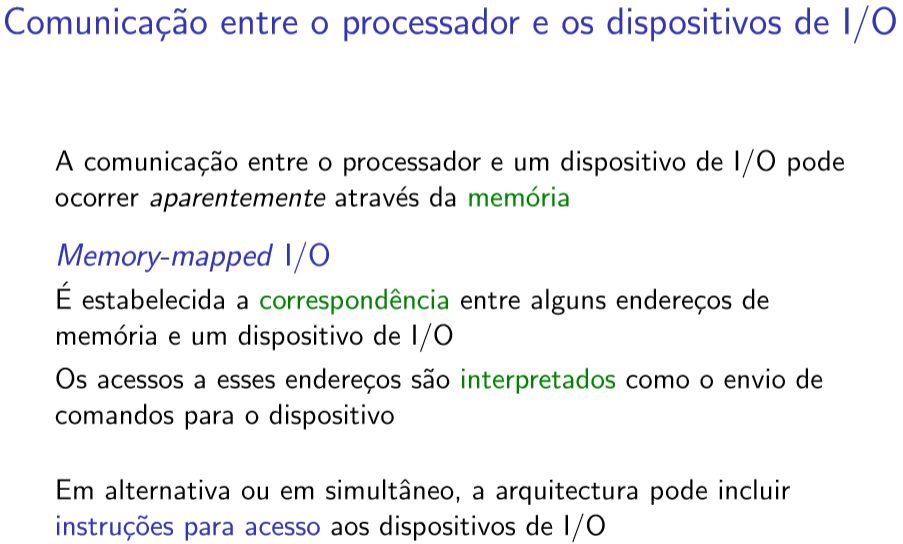 Comunicação entre o processador e os dispositivos de I/O
A comunicação entre o processador e um dispositivo de I/O pode
ocorrer aparentemente através da memória
Memory-mapped I/O
É estabelecida a correspondência entre alguns endereços de
memória e um dispositivo de I/O
Os acessos a esses endereços são interpretados como o envio de
comandos para o dispositivo
Em alternativa ou em simultâneo, a arquitectura pode incluir
instruções para acesso aos dispositivos de I/O